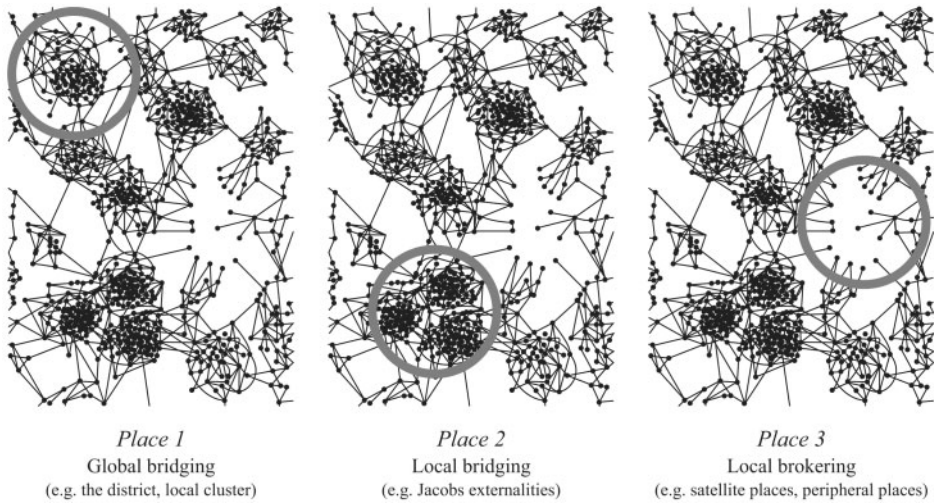 Place 1
Global bridging
(e.g. the district, local cluster)
Place 2
Local bridging
(e.g. Jacobs externalities)
Place 3
Local brokering
(e.g. satellite places, peripheral places)